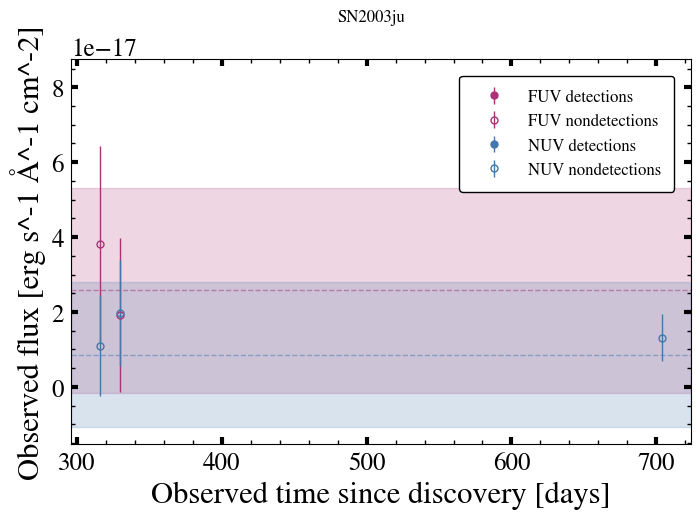 SN2003ju
1e−17
Observed flux [erg s^-1 Å^-1 cm^-2]
8
6
4
2
0
FUV detections
FUV nondetections
NUV detections
NUV nondetections
300 400 500 600 700
Observed time since discovery [days]